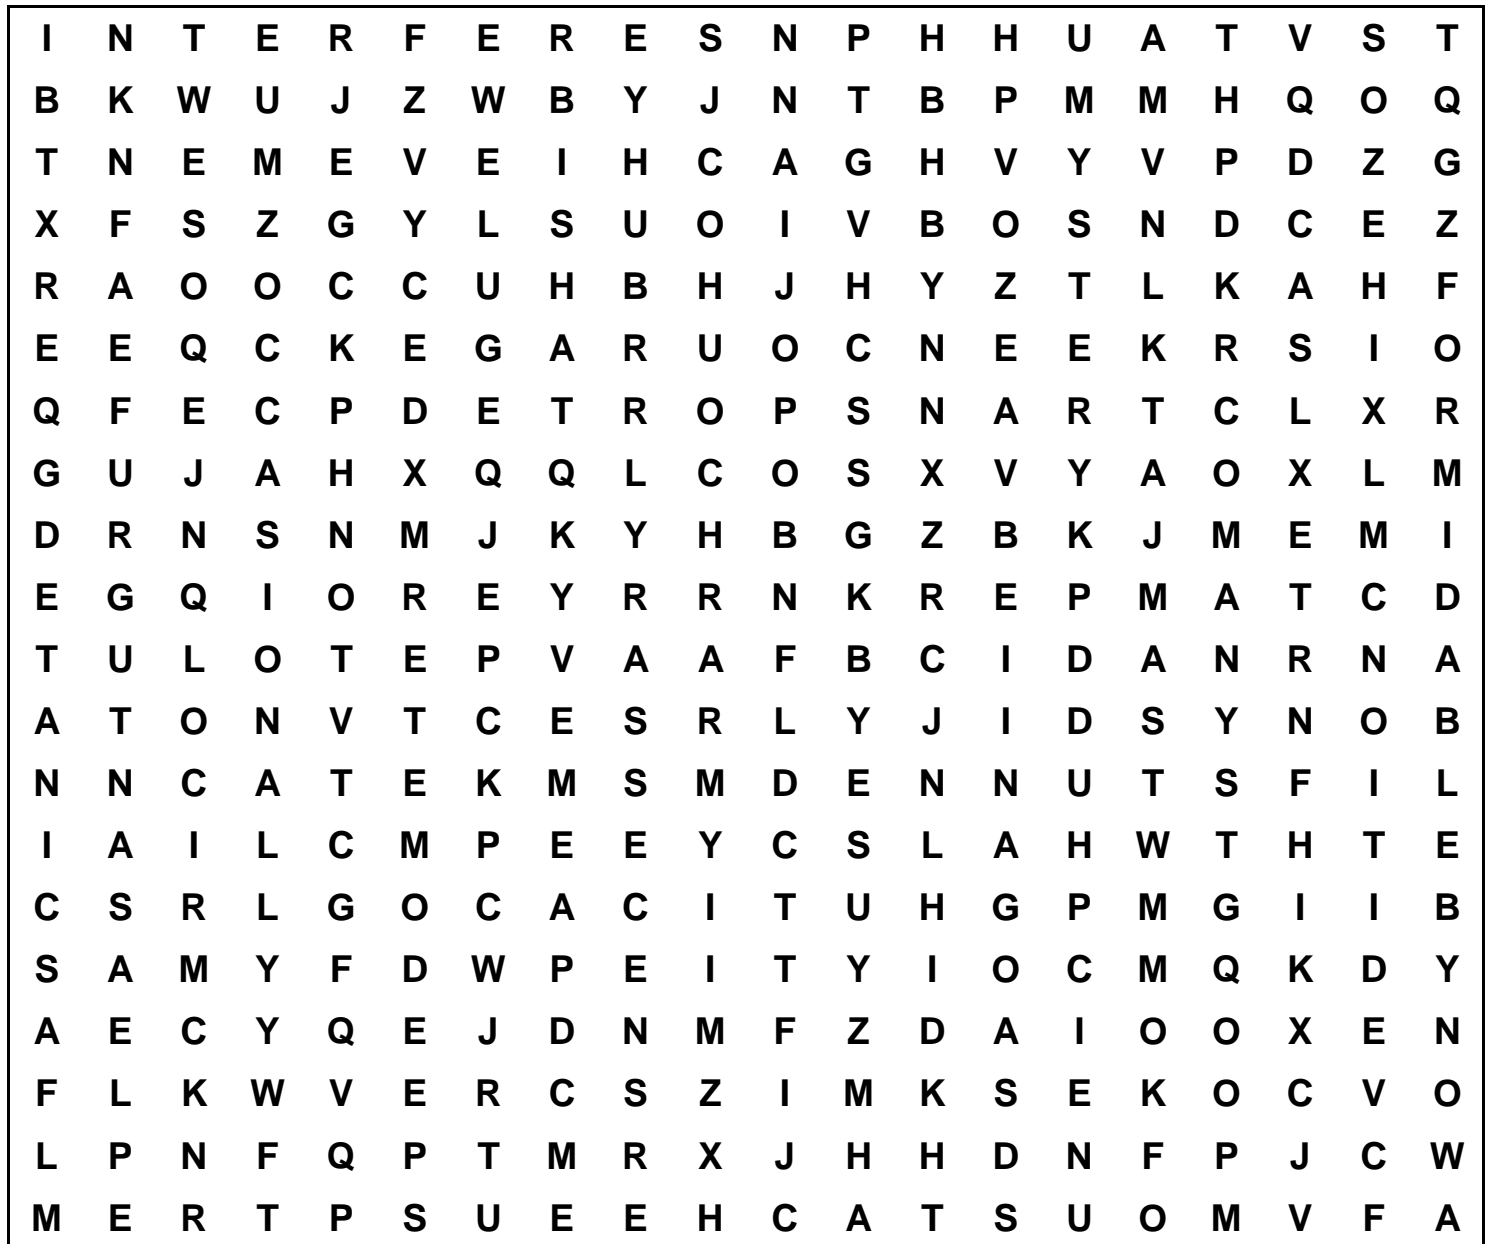 I N T E R F E R E S N P H H U A T V S T
B K W U J Z W B Y J N T B P M M H Q O Q
T N E M E V E I H C A G H V Y V P D Z G
X F S Z G Y L S U O I V B O S N D C E Z
R A O O C C U H B H J H Y Z T L K A H F
E E Q C K E G A R U O C N E E K R S I O
Q F E C P D E T R O P S N A R T C L X R
G U J A H X Q Q L C O S X V Y A O X L M
D R N S N M J K Y H B G Z B K J M E M I
E G Q I O R E Y R R N K R E P M A T C D
T U L O T E P V A A F B C I D A N R N A
A T O N V T C E S R L Y J I D S Y N O B
N N C A T E K M S M D E N N U T S F I L
I A I L C M P E E Y C S L A H W T H T E
C S R L G O C A C I T U H G P M G I I B
S A M Y F D W P E I T Y I O C M Q K D Y
A E C Y Q E J D N M F Z D A I O O X E N
F L K W V E R C S Z I M K S E K O C V O
L P N F Q P T M R X J H H D N F P J C W
M E R T P S U E E H C A T S U O M V F A